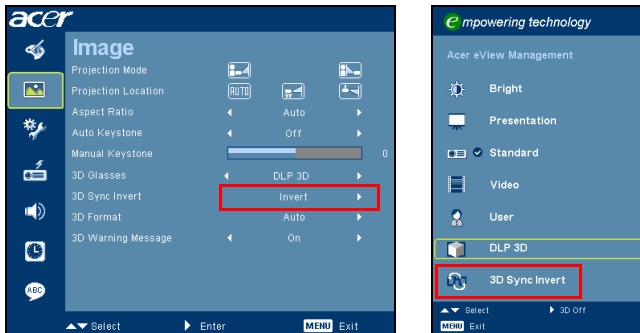 acer
Image
Projection Mode
Projection Location AUTO
Aspect Ratio Auto
Auto Keystone Off
Manual Keystone 0
3D Glasses DLP 3D
3D Sync Invert Invert
3D Format Auto
3D Warning Message On
ABC
Select Enter MENU Exit
e mpowering technology
Acer eView Management
Bright
Presentation
Standard
Video
User
DLP 3D
3D Sync Invert
Select 3D Off
MENU Exit